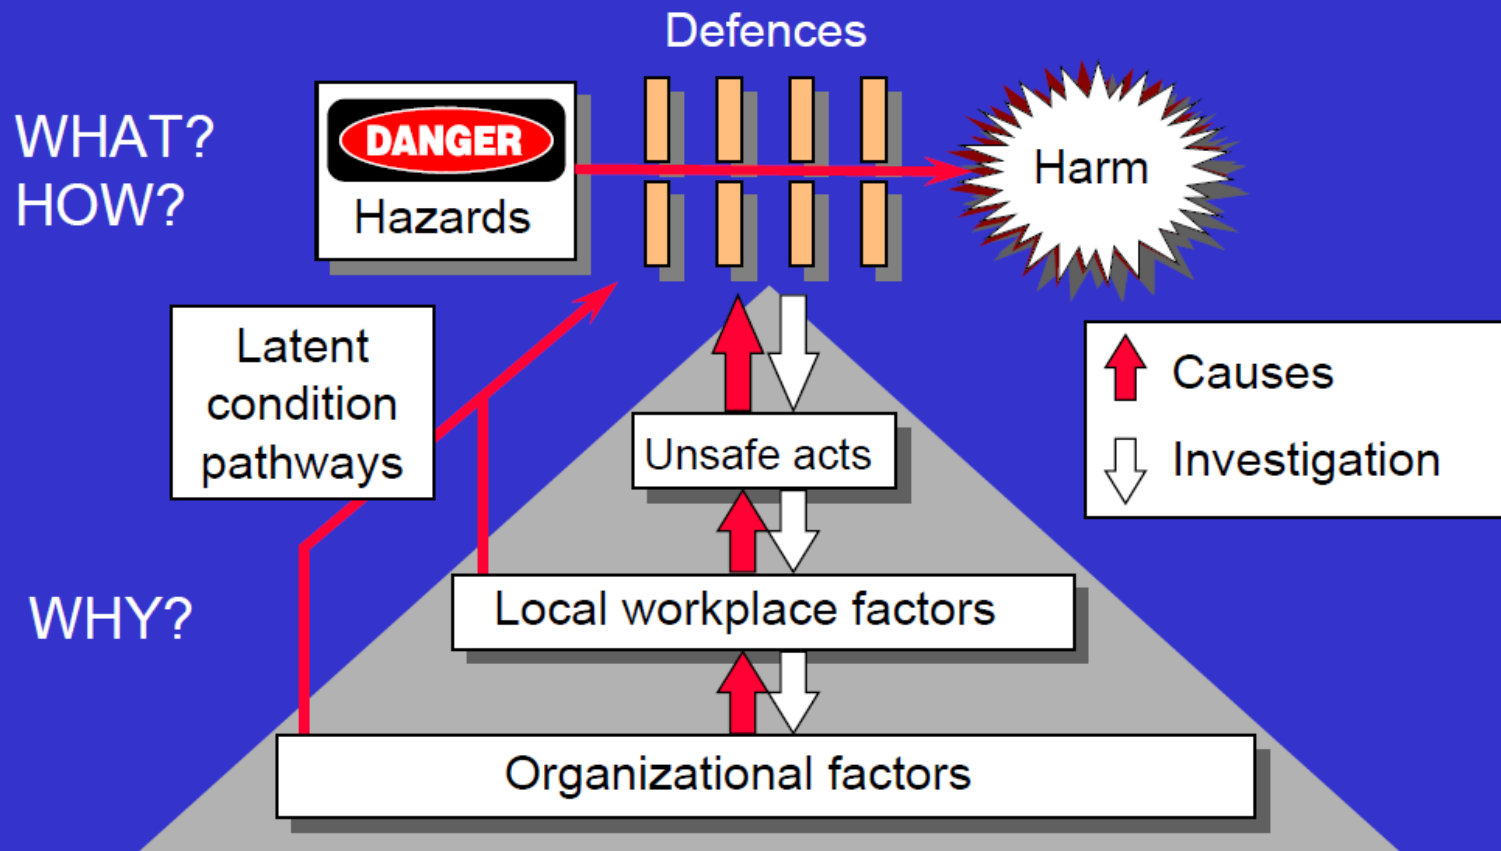 Defences
WHAT?
HOW?
DANGER
Hazards
Harm
Latent
condition
pathways
Causes
Investigation
Unsafe acts
WHY?
Local workplace factors
Organizational factors